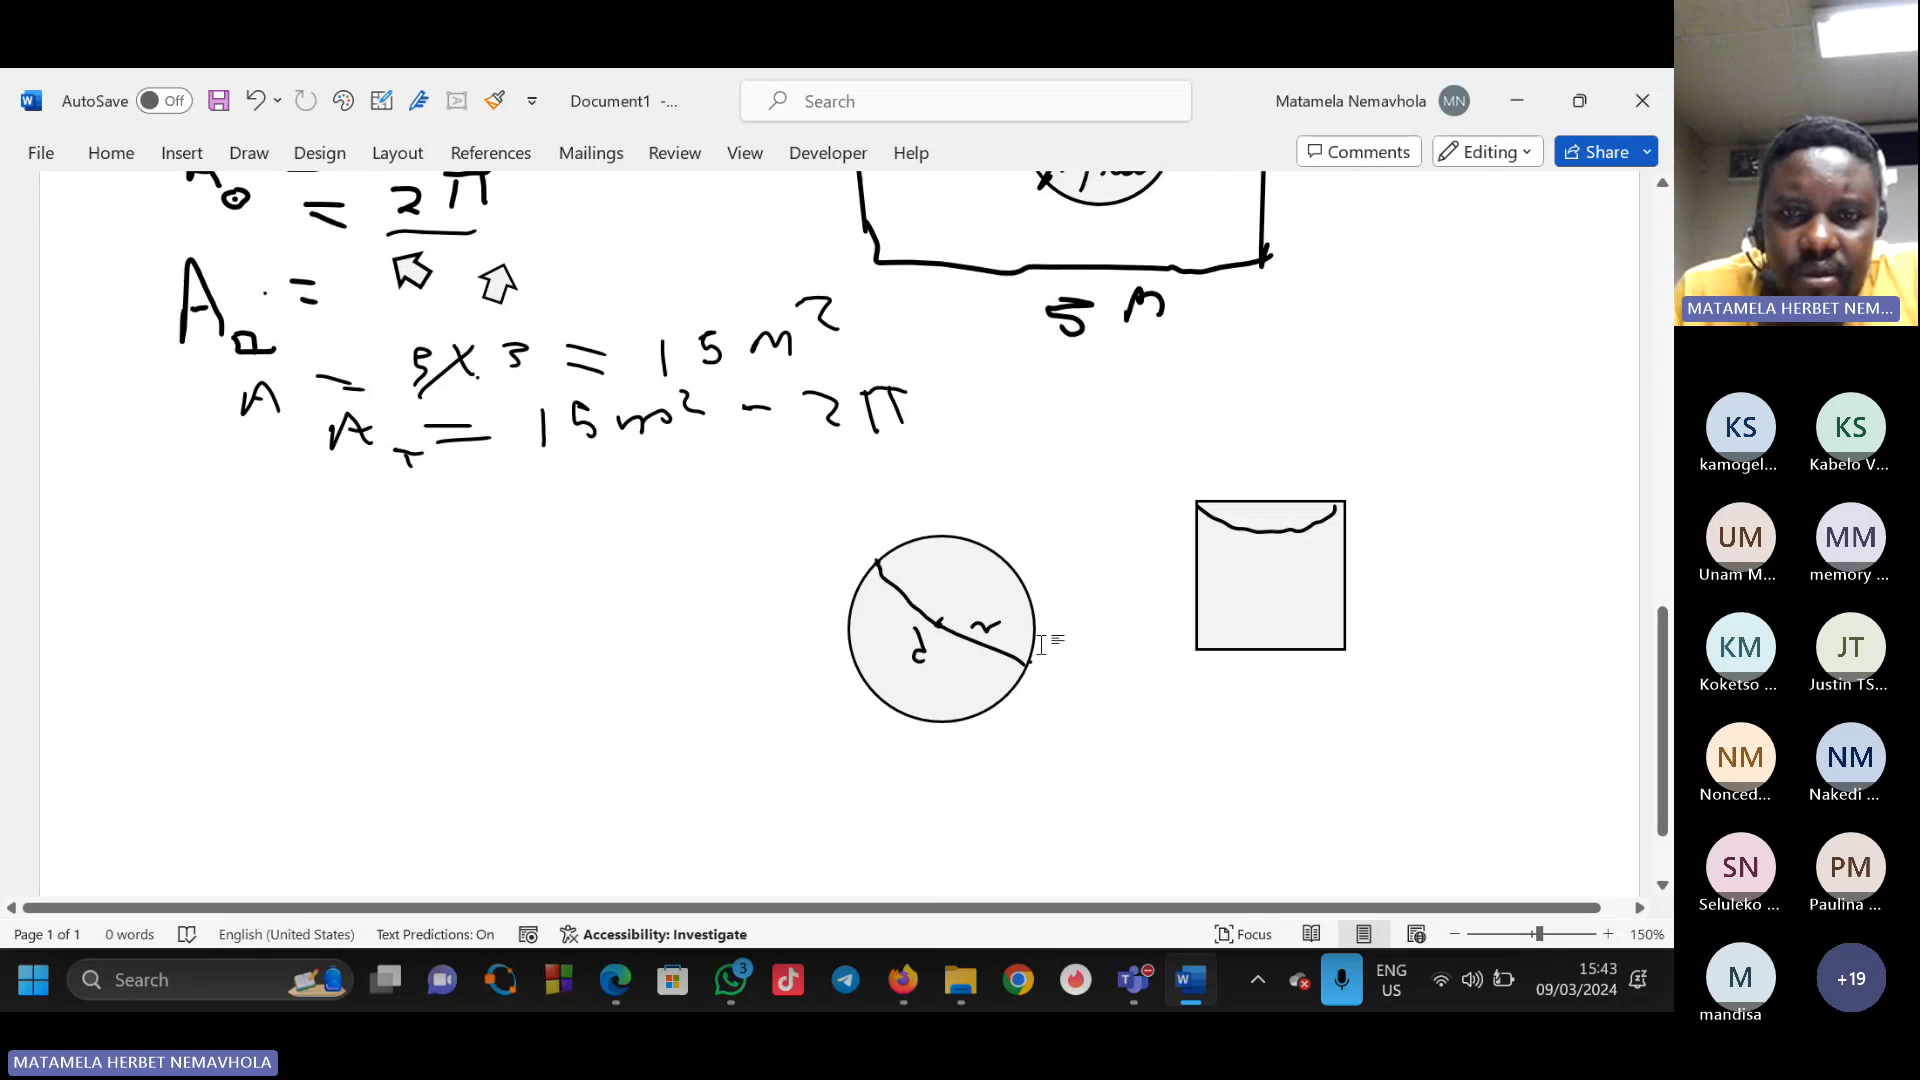 AutoSave Off Document1 -... Search Matamela Nemavhola MN
File Home Insert Draw Design Layout References Mailings Review View Developer Help Comments Editing Share
= 2 π
A =
5 m
5 x 3 = 15 m²
A =
A T = 15 m² - 2 π
d r
Page 1 of 1 0 words English (United States) Text Predictions: On Accessibility: Investigate Focus 150%
Search 3 ENG US 15:43 09/03/2024
MATAMELA HERBET NEMAVHOLA
MATAMELA HERBET NEM...
KS KS
kamogel... Kabelo V...
UM MM
Unam M... memory ...
KM JT
Koketso ... Justin TS...
NM NM
Nonced... Nakedi ...
SN PM
Seluleko ... Paulina ...
M +19
mandisa